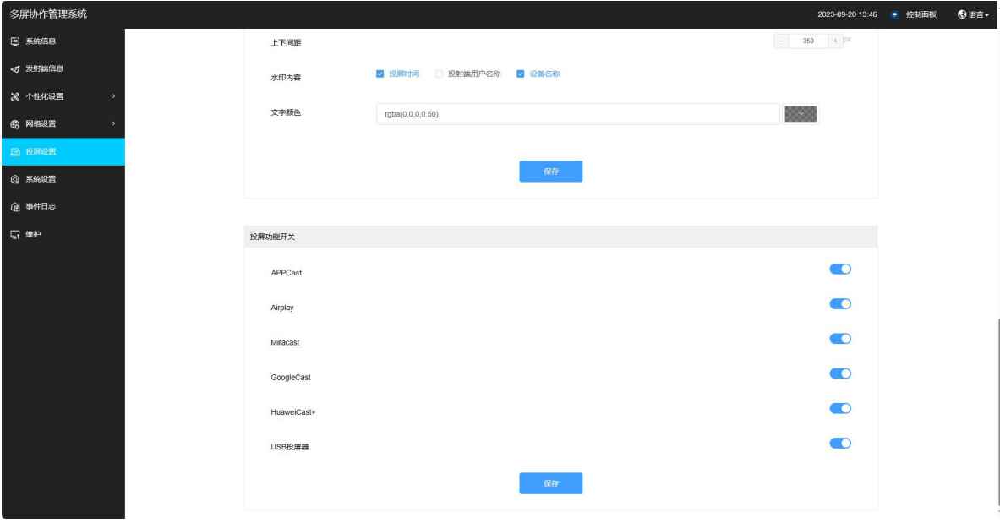 多屏协作管理系统
2023-09-20 13:46 控制面板 语言
系统信息
发射端信息
个性化设置
网络设置
投屏设置
系统设置
事件日志
维护
上下间距 − 350 + px
水印内容 投屏时间 投射端用户名称 设备名称
文字颜色 rgba(0,0,0,0.50)
保存
投屏功能开关
APPCast
Airplay
Miracast
GoogleCast
HuaweiCast+
USB投屏器
保存